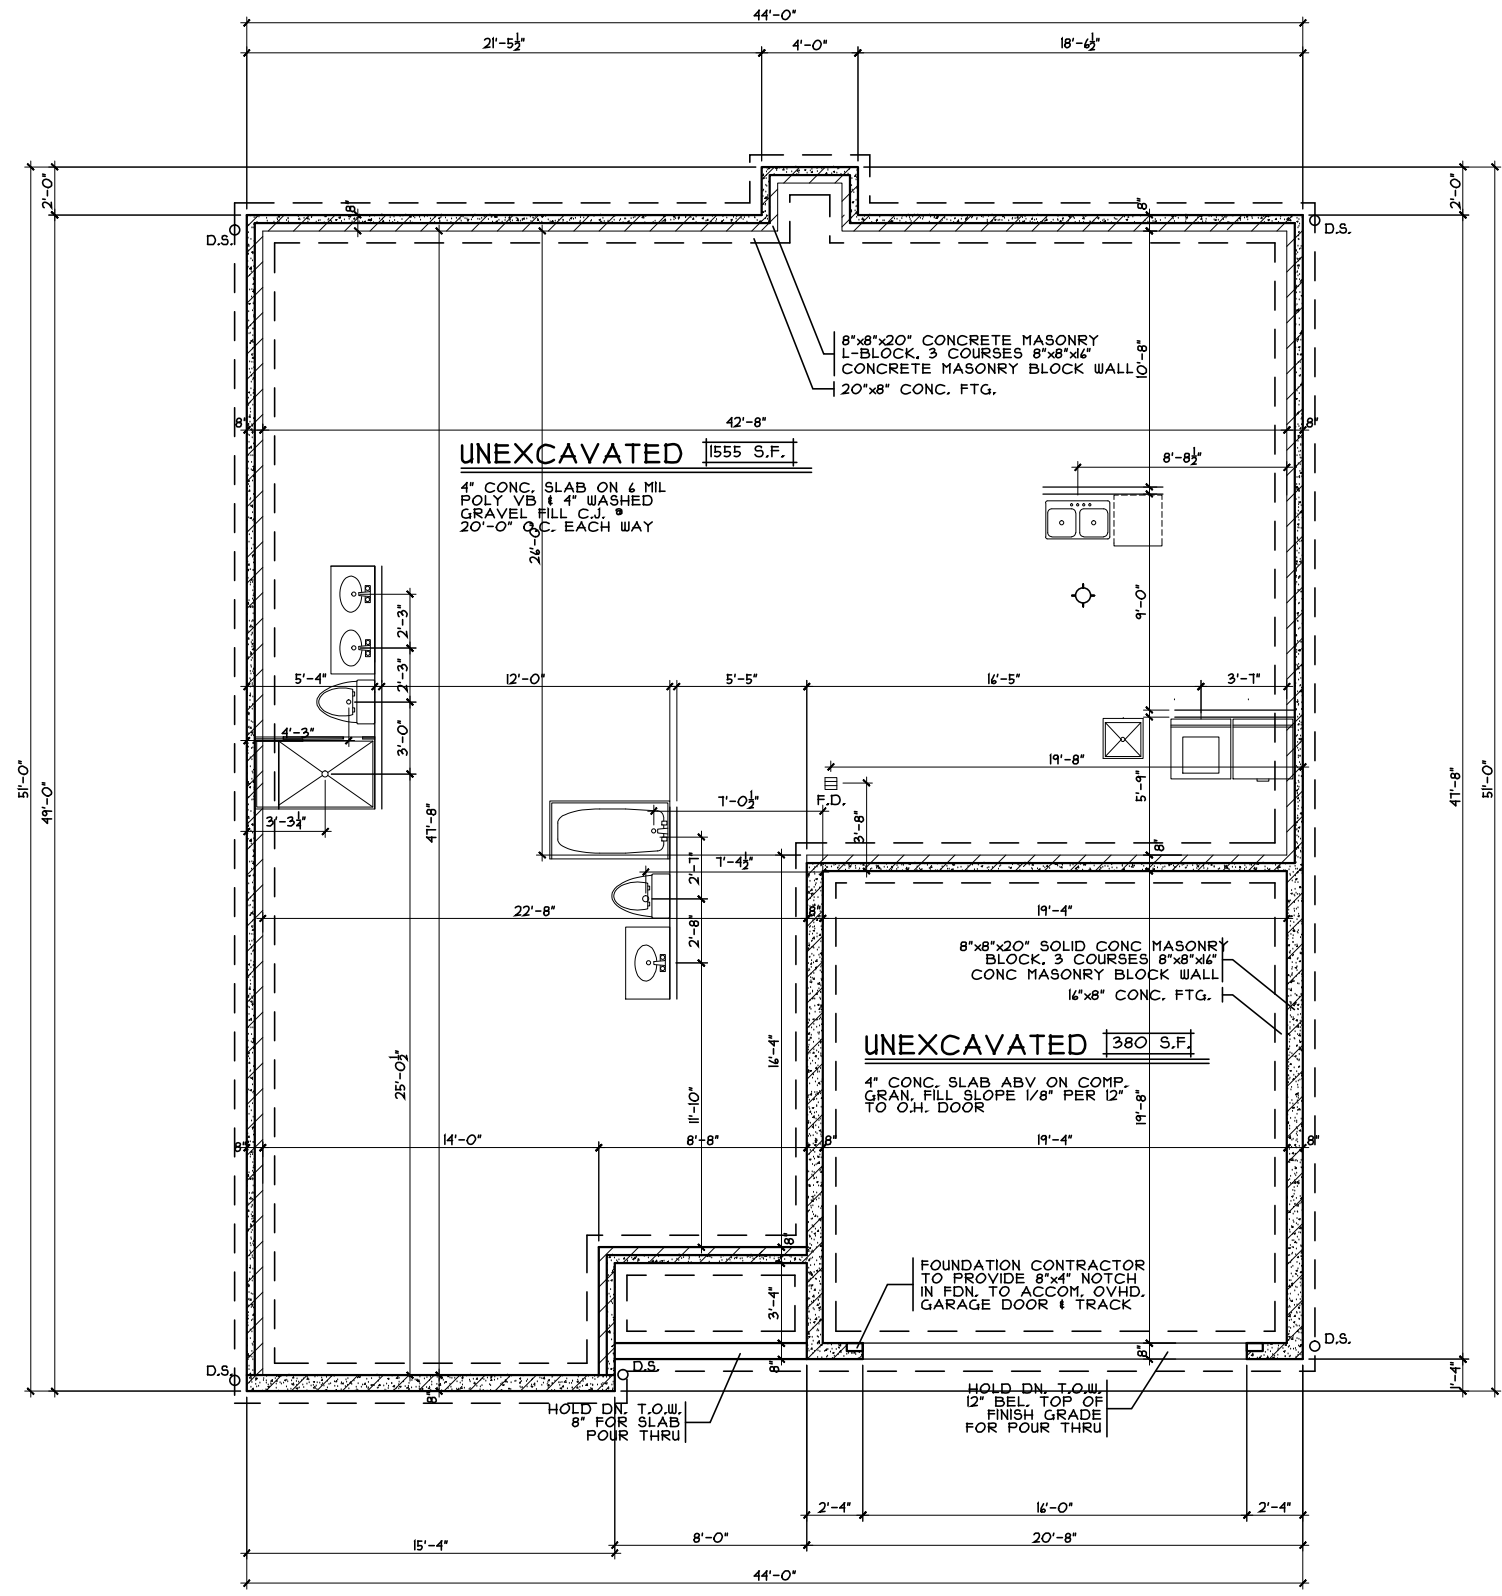 44'-0"
21'-5½"
4'-0"
18'-6½"
2'-0"
2'-0"
8"
8"
D.S.
D.S.
8"x8"x20" CONCRETE MASONRY
L-BLOCK. 3 COURSES 8"x8"x16"
CONCRETE MASONRY BLOCK WALL
20"x8" CONC. FTG.
10'-8"
8"
42'-8"
8"
UNEXCAVATED 1555 S.F.
4" CONC. SLAB ON 6 MIL
POLY VB & 4" WASHED
GRAVEL FILL C.J. @
20'-0" O.C. EACH WAY
26'-0"
8'-8½"
9'-0"
2'-3"
2'-3"
3'-0"
5'-4"
12'-0"
5'-5"
16'-5"
3'-7"
4'-3"
19'-8"
5'-9"
51'-0"
49'-0"
47'-8"
51'-0"
F.D.
7'-0½"
3'-8"
3'-3½"
47'-8"
8"
7'-4½"
2'-7"
2'-8"
22'-8"
8"
19'-4"
8"x8"x20" SOLID CONC MASONRY
BLOCK. 3 COURSES 8"x8"x16"
CONC MASONRY BLOCK WALL
16"x8" CONC. FTG.
UNEXCAVATED 380 S.F.
4" CONC. SLAB ABV ON COMP.
GRAN. FILL SLOPE 1/8" PER 12"
TO O.H. DOOR
25'-0½"
16'-4"
11'-10"
19'-8"
8"
14'-0"
8'-8"
8"
19'-4"
8"
8"
FOUNDATION CONTRACTOR
TO PROVIDE 8"x4" NOTCH
IN FDN. TO ACCOM. OVHD.
GARAGE DOOR & TRACK
3'-4"
8"
8"
D.S.
D.S.
D.S.
1'-4"
8"
HOLD DN. T.O.W.
8" FOR SLAB
POUR THRU
HOLD DN. T.O.W.
12" BEL. TOP OF
FINISH GRADE
FOR POUR THRU
2'-4"
16'-0"
2'-4"
15'-4"
8'-0"
20'-8"
44'-0"